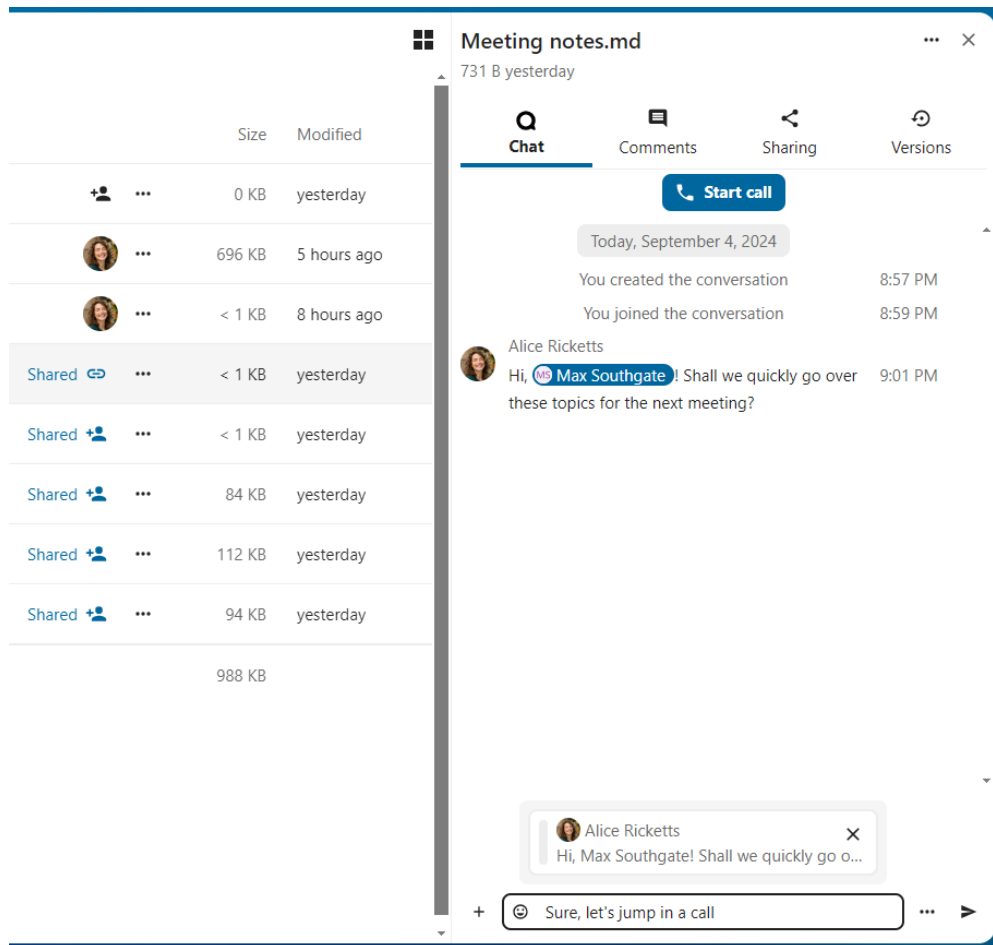 Size Modified
0 KB yesterday
696 KB 5 hours ago
< 1 KB 8 hours ago
Shared < 1 KB yesterday
Shared < 1 KB yesterday
Shared 84 KB yesterday
Shared 112 KB yesterday
Shared 94 KB yesterday
988 KB
Meeting notes.md
731 B yesterday
Chat Comments Sharing Versions
Start call
Today, September 4, 2024
You created the conversation 8:57 PM
You joined the conversation 8:59 PM
Alice Ricketts
Hi, MS Max Southgate! Shall we quickly go over 9:01 PM
these topics for the next meeting?
Alice Ricketts
Hi, Max Southgate! Shall we quickly go o...
Sure, let's jump in a call